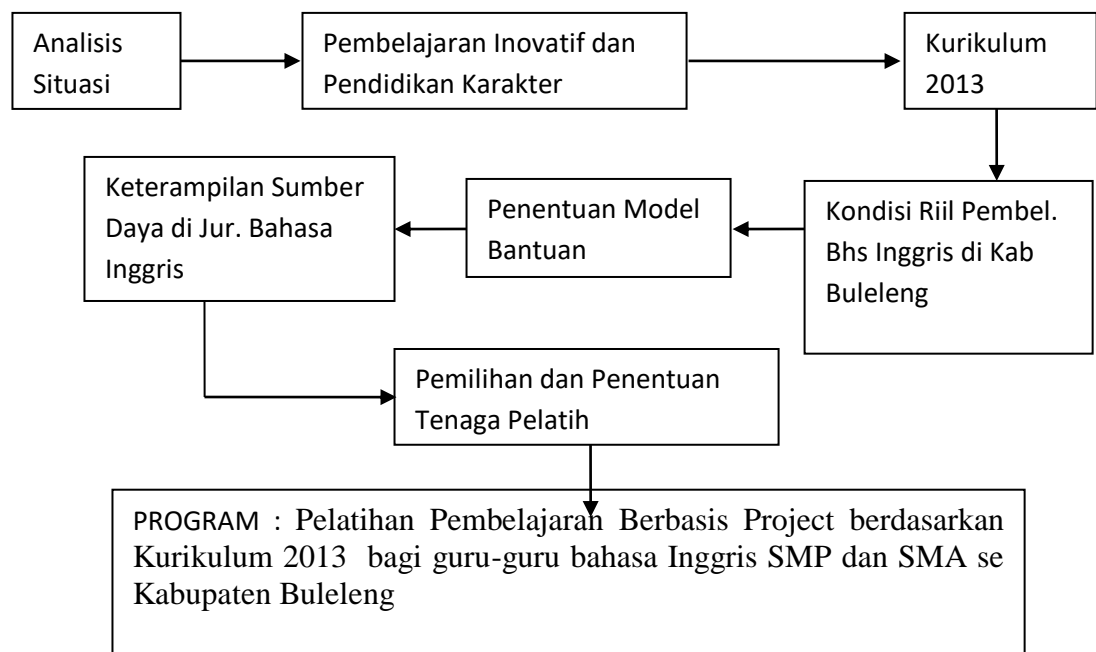 Analisis
Situasi
Pembelajaran Inovatif dan
Pendidikan Karakter
Kurikulum
2013
Kondisi Riil Pembel.
Bhs Inggris di Kab
Buleleng
Penentuan Model
Bantuan
Keterampilan Sumber
Daya di Jur. Bahasa
Inggris
Pemilihan dan Penentuan
Tenaga Pelatih
PROGRAM : Pelatihan Pembelajaran Berbasis Project berdasarkan
Kurikulum 2013 bagi guru-guru bahasa Inggris SMP dan SMA se
Kabupaten Buleleng